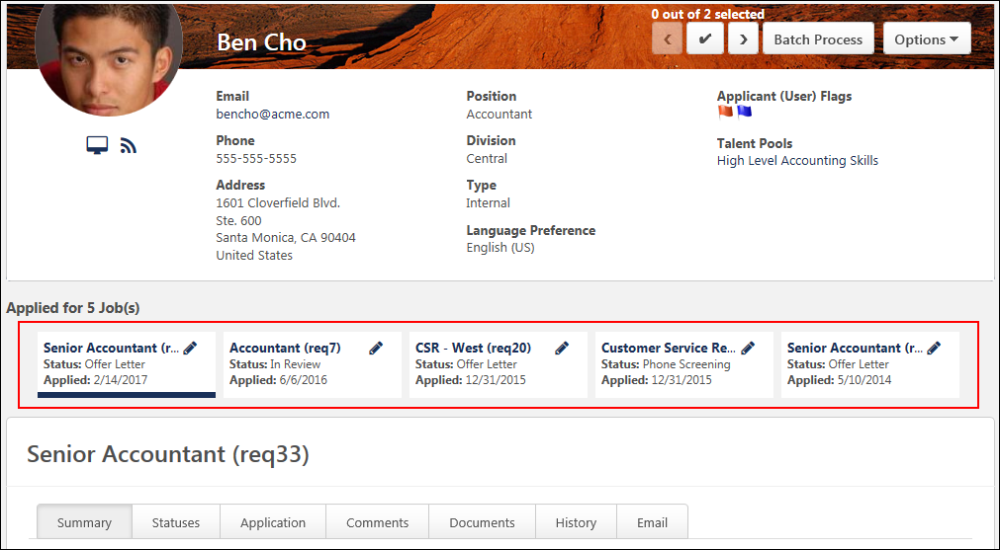 0 out of 2 selected
Ben Cho
Batch Process
Options
Email
bencho@acme.com
Phone
555-555-5555
Address
1601 Cloverfield Blvd.
Ste. 600
Santa Monica, CA 90404
United States
Position
Accountant
Division
Central
Type
Internal
Language Preference
English (US)
Applicant (User) Flags
Talent Pools
High Level Accounting Skills
Applied for 5 Job(s)
Senior Accountant (r...
Status: Offer Letter
Applied: 2/14/2017
Accountant (req7)
Status: In Review
Applied: 6/6/2016
CSR - West (req20)
Status: Offer Letter
Applied: 12/31/2015
Customer Service Re...
Status: Phone Screening
Applied: 12/31/2015
Senior Accountant (r...
Status: Offer Letter
Applied: 5/10/2014
Senior Accountant (req33)
Summary
Statuses
Application
Comments
Documents
History
Email